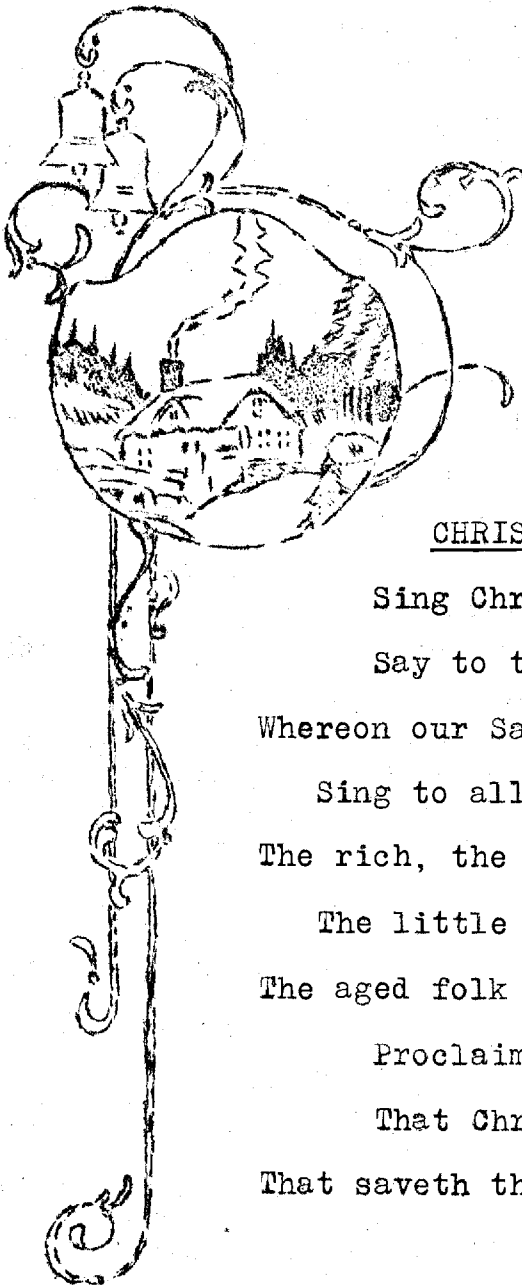 CHRIS
Sing Chr
Say to t
Whereon our Sa
Sing to all
The rich, the
The little
The aged folk
Proclaim
That Chr
That saveth th